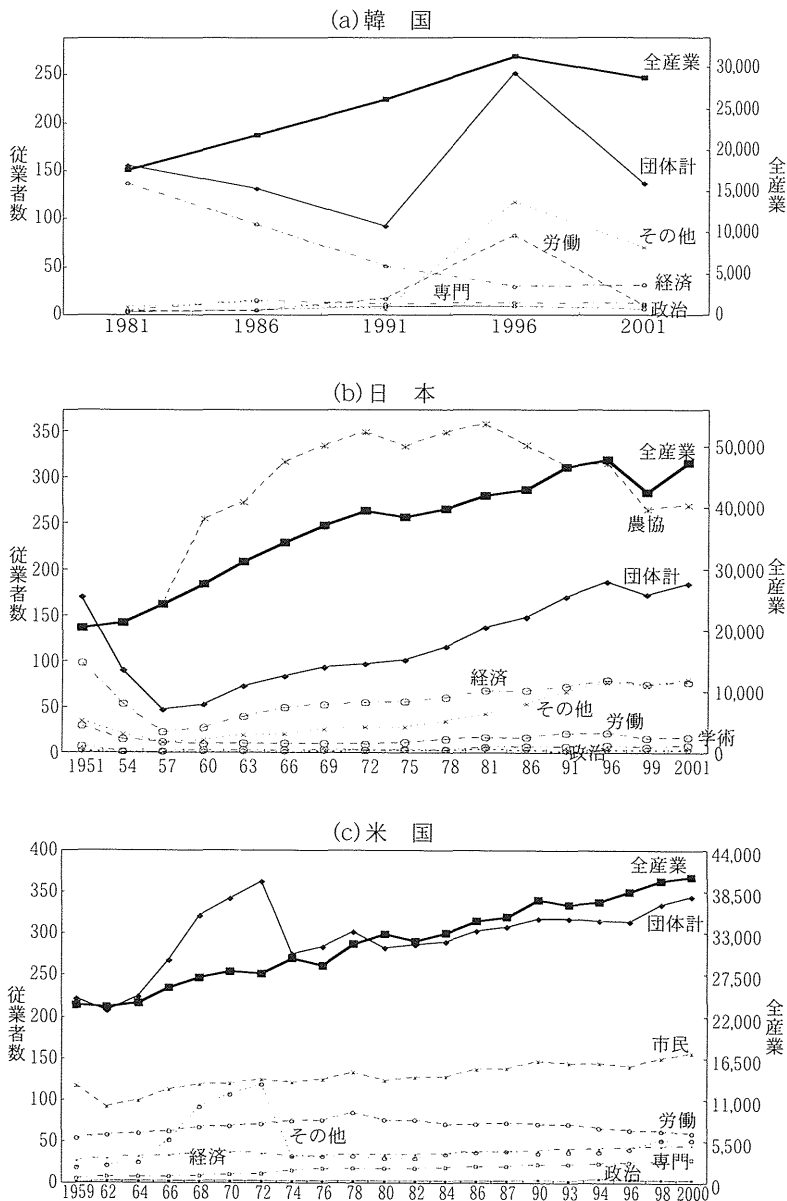 (a)韓 国
250
200
150
100
50
0
従業者数
30,000
25,000
20,000
15,000
10,000
5,000
0
全産業
全産業
団体計
その他
労働
経済
専門
政治
1981 1986 1991 1996 2001
(b)日 本
350
300
250
200
150
100
50
0
従業者数
50,000
40,000
30,000
20,000
10,000
0
全産業
全産業
農協
団体計
経済
その他
労働
学術
政治
1951 54 57 60 63 66 69 72 75 78 81 86 91 96 99 2001
(c)米 国
400
350
300
250
200
150
100
50
0
従業者数
44,000
38,500
33,000
27,500
22,000
16,500
11,000
5,500
0
全産業
全産業
団体計
市民
労働
その他
経済
専門
政治
1959 62 64 66 68 70 72 74 76 78 80 82 84 86 87 90 93 94 96 98 2000